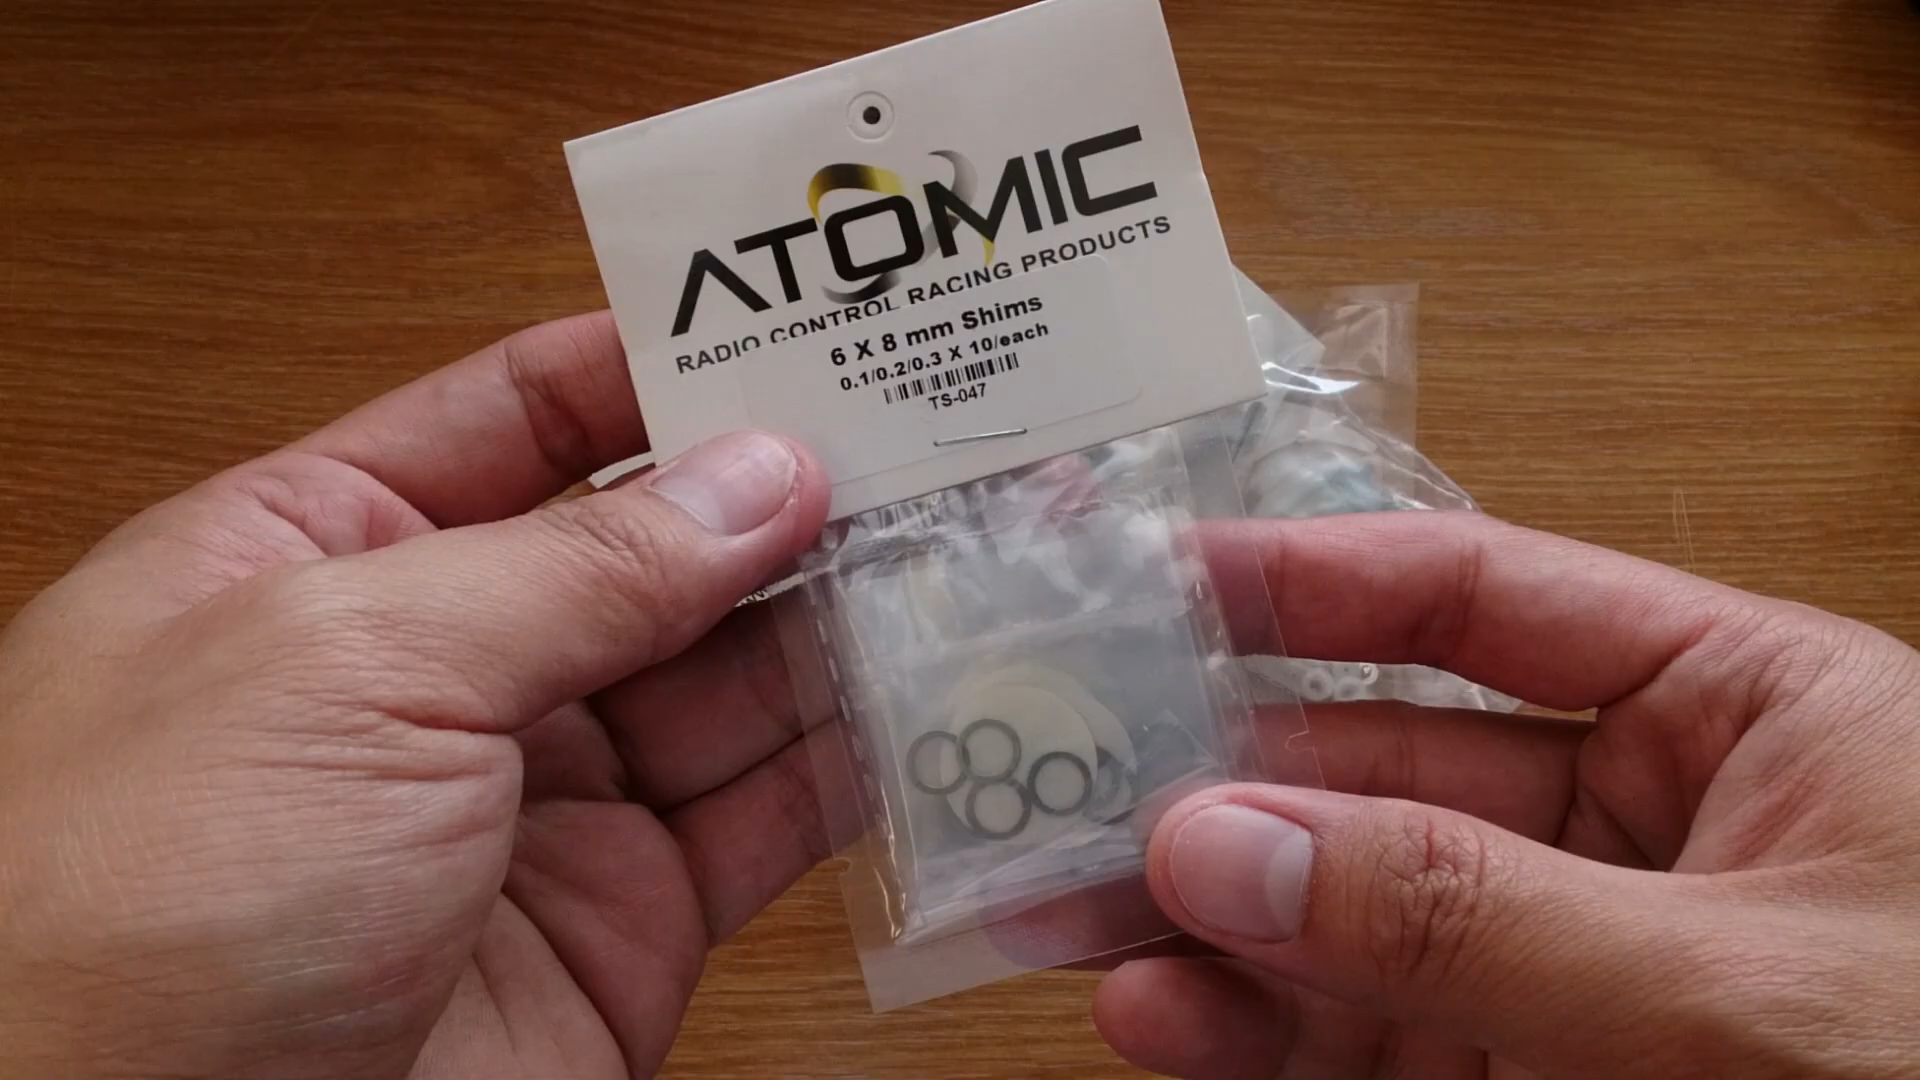 ATOMIC
RADIO CONTROL RACING PRODUCTS
6 X 8 mm Shims
0.1/0.2/0.3 X 10/each
TS-047